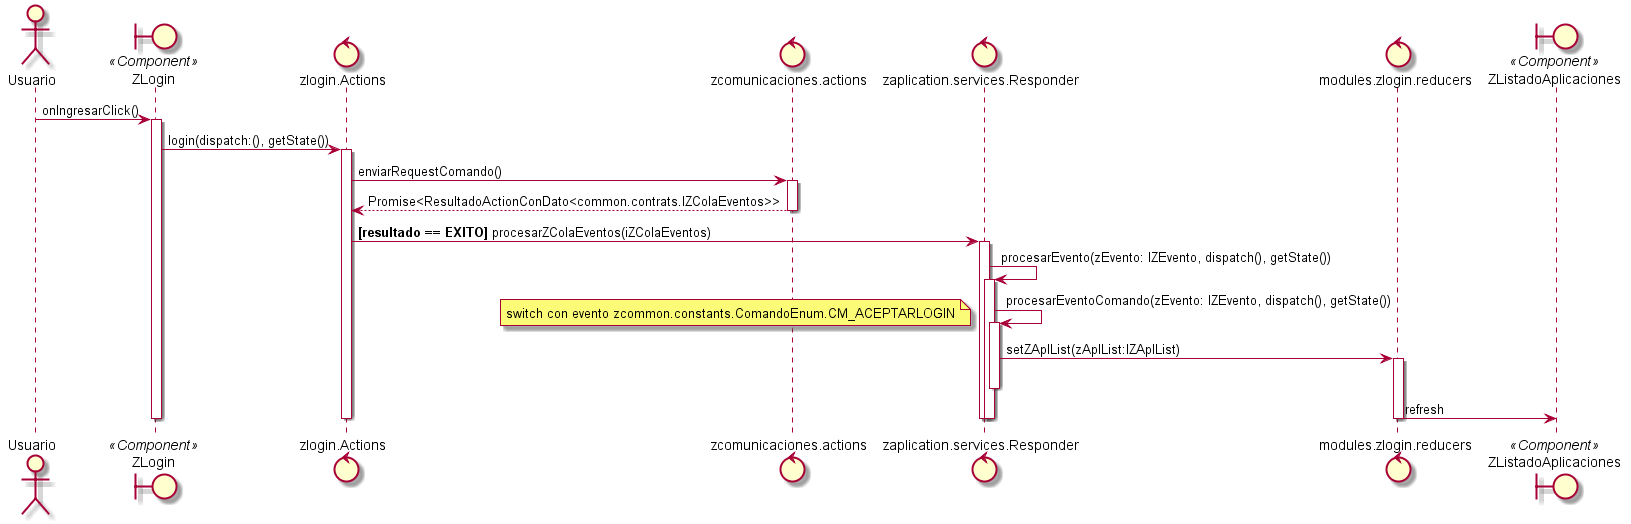 « Component »
« Component »
Usuario
ZLogin
zlogin.Actions
zcomunicaciones.actions
zaplication.services.Responder
modules.zlogin.reducers
ZListadoAplicaciones
onIngresarClick()
login(dispatch:(), getState())
enviarRequestComando()
Promise<ResultadoActionConDato<common.contrats.IZColaEventos>>
[resultado == EXITO] procesarZColaEventos(iZColaEventos)
procesarEvento(zEvento: IZEvento, dispatch(), getState())
procesarEventoComando(zEvento: IZEvento, dispatch(), getState())
switch con evento zcommon.constants.ComandoEnum.CM_ACEPTARLOGIN
setZAplList(zAplList:IZAplList)
refresh
Usuario
« Component »
ZLogin
zlogin.Actions
zcomunicaciones.actions
zaplication.services.Responder
modules.zlogin.reducers
« Component »
ZListadoAplicaciones